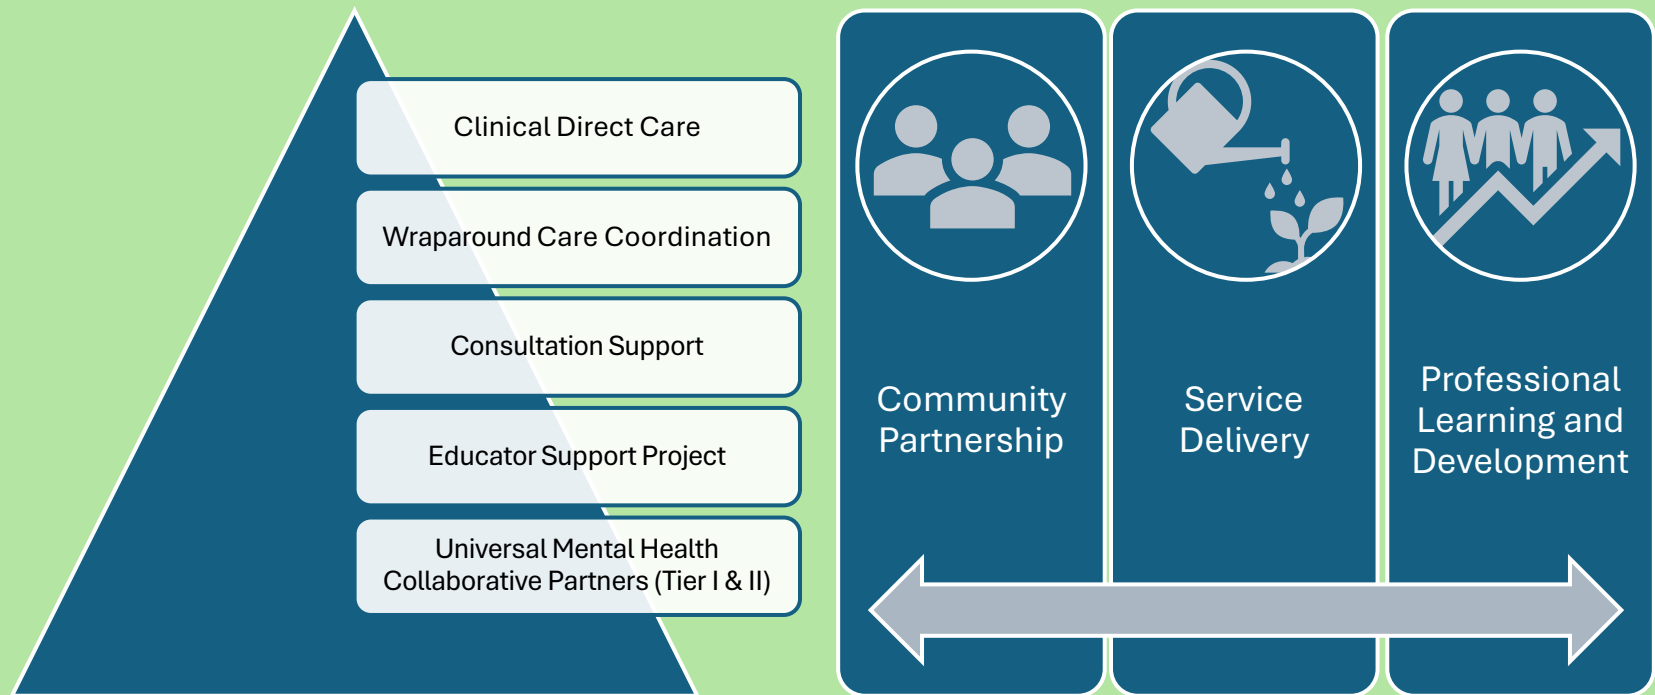 Clinical Direct Care
Wraparound Care Coordination
Consultation Support
Educator Support Project
Universal Mental Health
Collaborative Partners (Tier I & II)
Community
Partnership
Service
Delivery
Professional
Learning and
Development